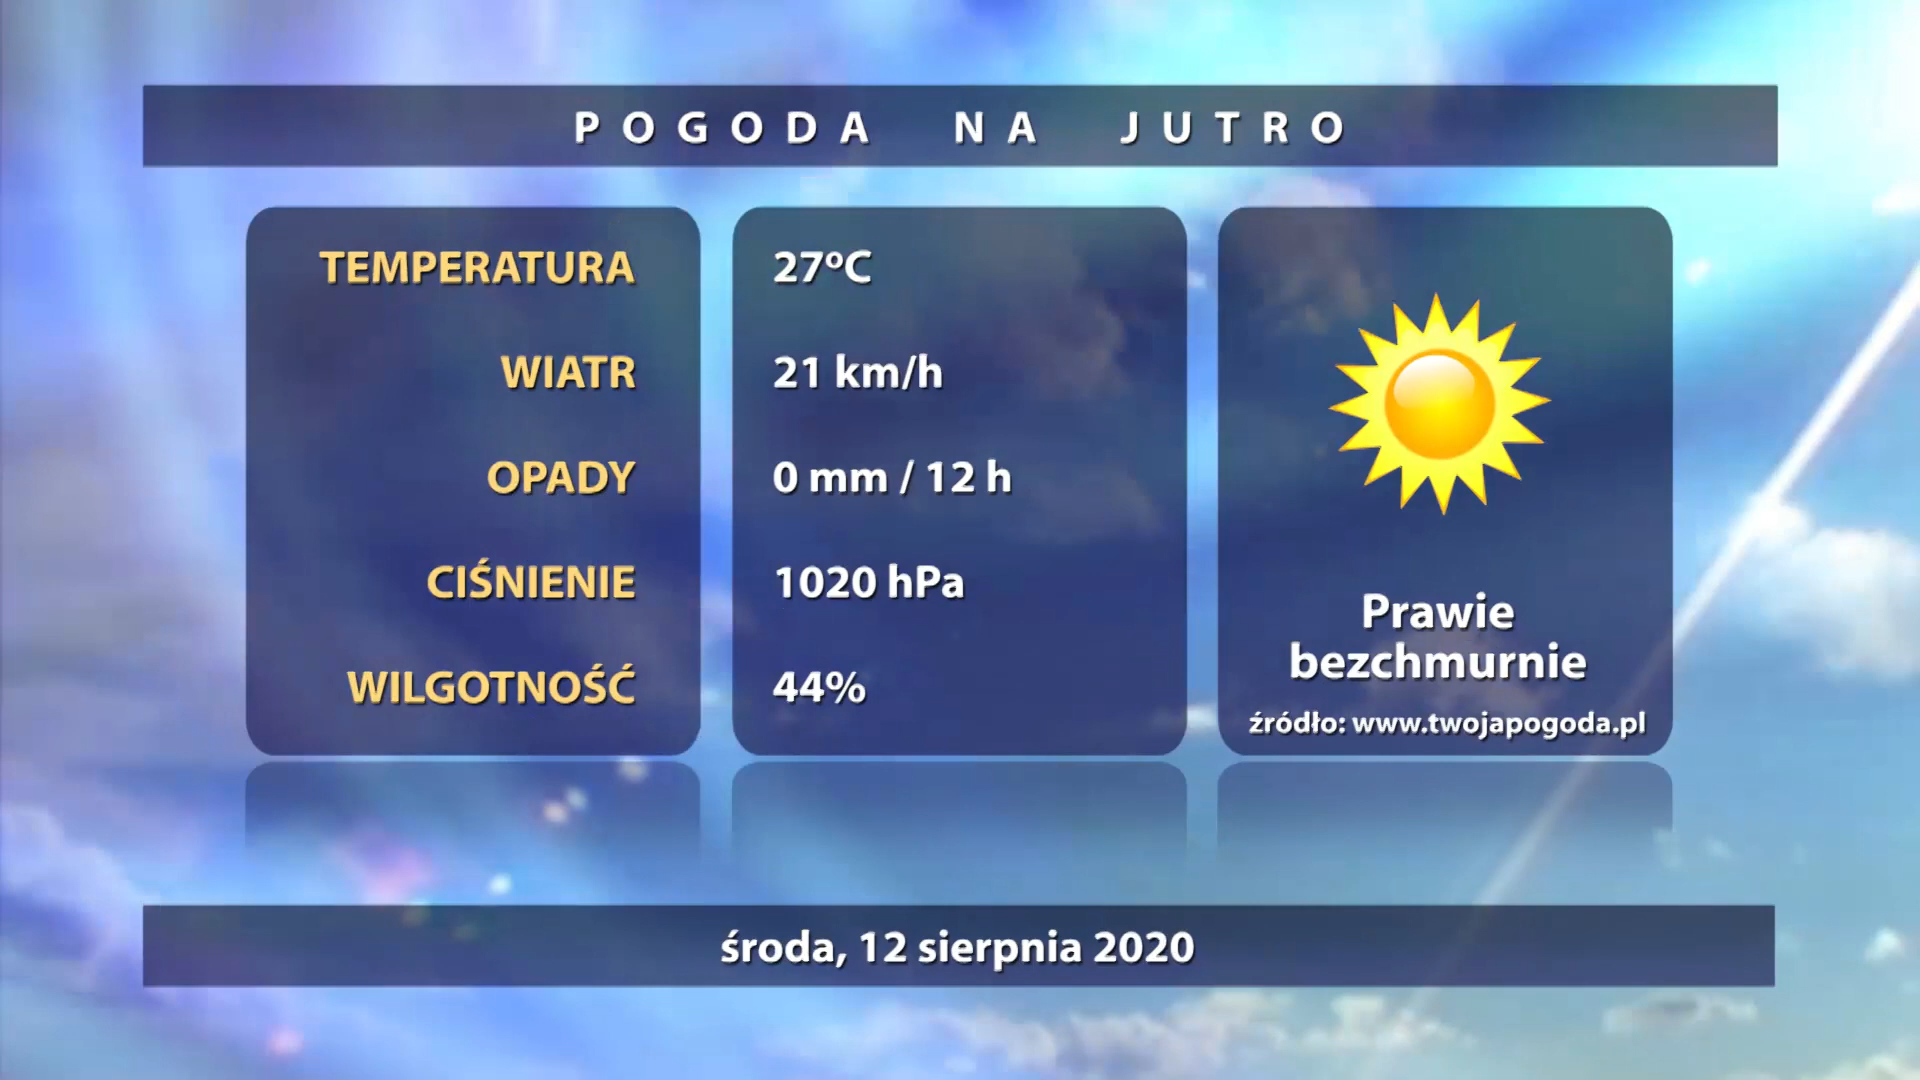 POGODA NA JUTRO
TEMPERATURA 27ºC
WIATR 21 km/h
OPADY 0 mm / 12 h
CIŚNIENIE 1020 hPa
WILGOTNOŚĆ 44%
Prawie
bezchmurnie
źródło: www.twojapogoda.pl
środa, 12 sierpnia 2020